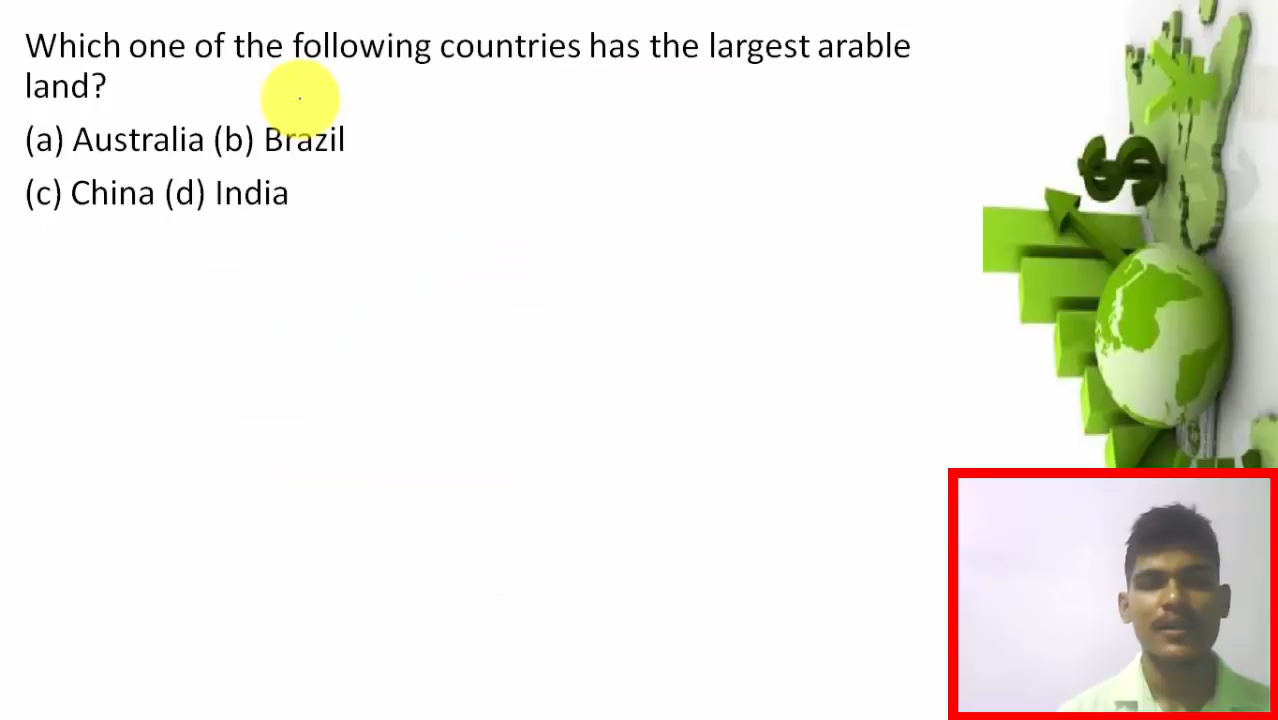 Which one of the following countries has the largest arable
land?
(a) Australia (b) Brazil
(c) China (d) India